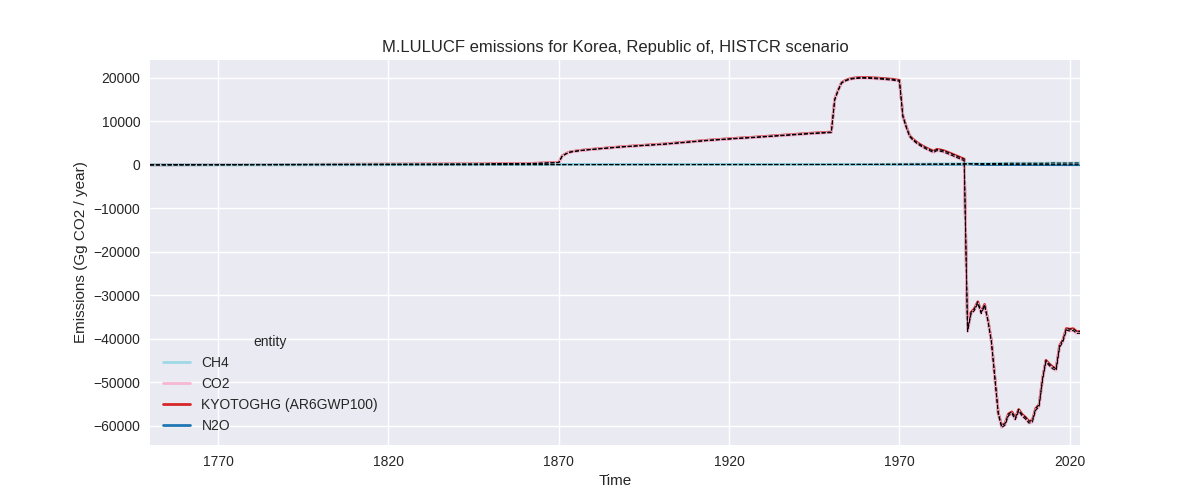 M.LULUCF emissions for Korea, Republic of, HISTCR scenario
Emissions (Gg CO2 / year)
20000
10000
0
−10000
−20000
−30000
−40000
−50000
−60000
entity
CH4
CO2
KYOTOGHG (AR6GWP100)
N2O
1770 1820 1870 1920 1970 2020
Time